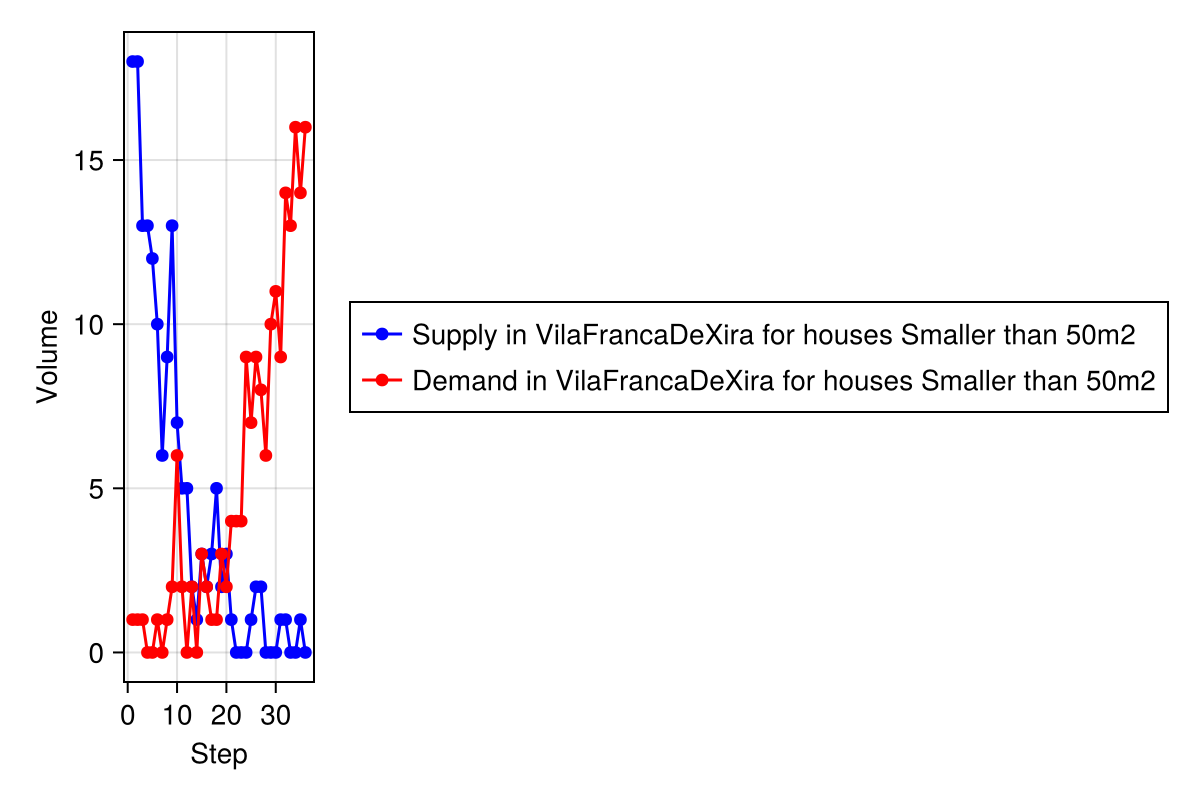 15
10
5
0
Volume
0 10 20 30
Step
Supply in VilaFrancaDeXira for houses Smaller than 50m2
Demand in VilaFrancaDeXira for houses Smaller than 50m2